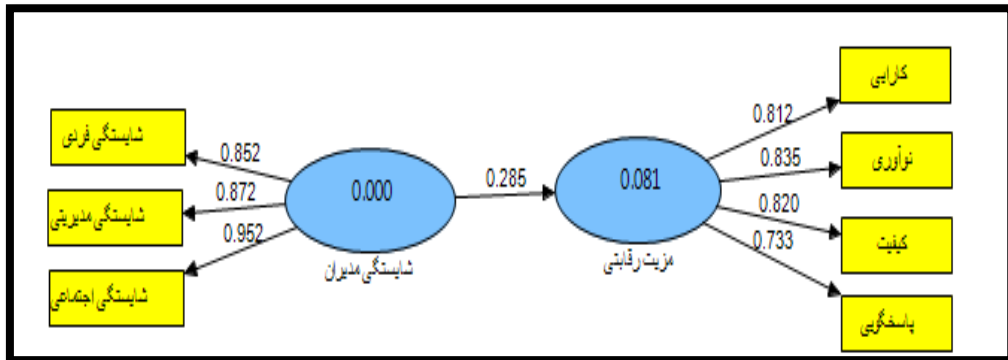 کارایی
0.812
شایستگی فردی
0.852
نوآوری
0.835
0.000
0.285
0.081
0.872
شایستگی مدیریتی
0.820
کیفیت
0.952
0.733
شایستگی مدیران
مزیت رقابتی
شایستگی اجتماعی
پاسخگویی